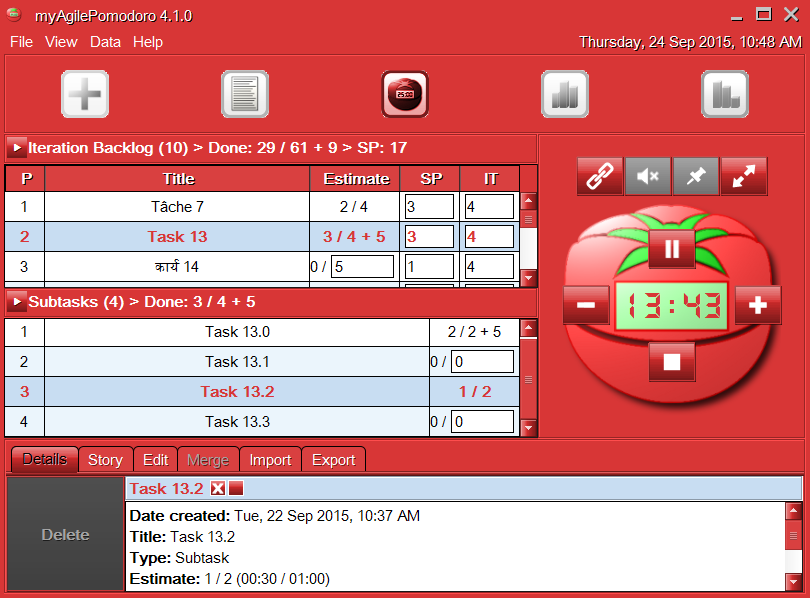 myAgilePomodoro 4.1.0
File View Data Help Thursday, 24 Sep 2015, 10:48 AM
25:00
Iteration Backlog (10) > Done: 29 / 61 + 9 > SP: 17
P Title Estimate SP IT
1 Tâche 7 2 / 4 3 4
2 Task 13 3 / 4 + 5 3 4
3 कार्य 14 0 / 5 1 4
Subtasks (4) > Done: 3 / 4 + 5
1 Task 13.0 2 / 2 + 5
2 Task 13.1 0 / 0
3 Task 13.2 1 / 2
4 Task 13.3 0 / 0
13:43
Details Story Edit Merge Import Export
Delete
Task 13.2
Date created: Tue, 22 Sep 2015, 10:37 AM
Title: Task 13.2
Type: Subtask
Estimate: 1 / 2 (00:30 / 01:00)